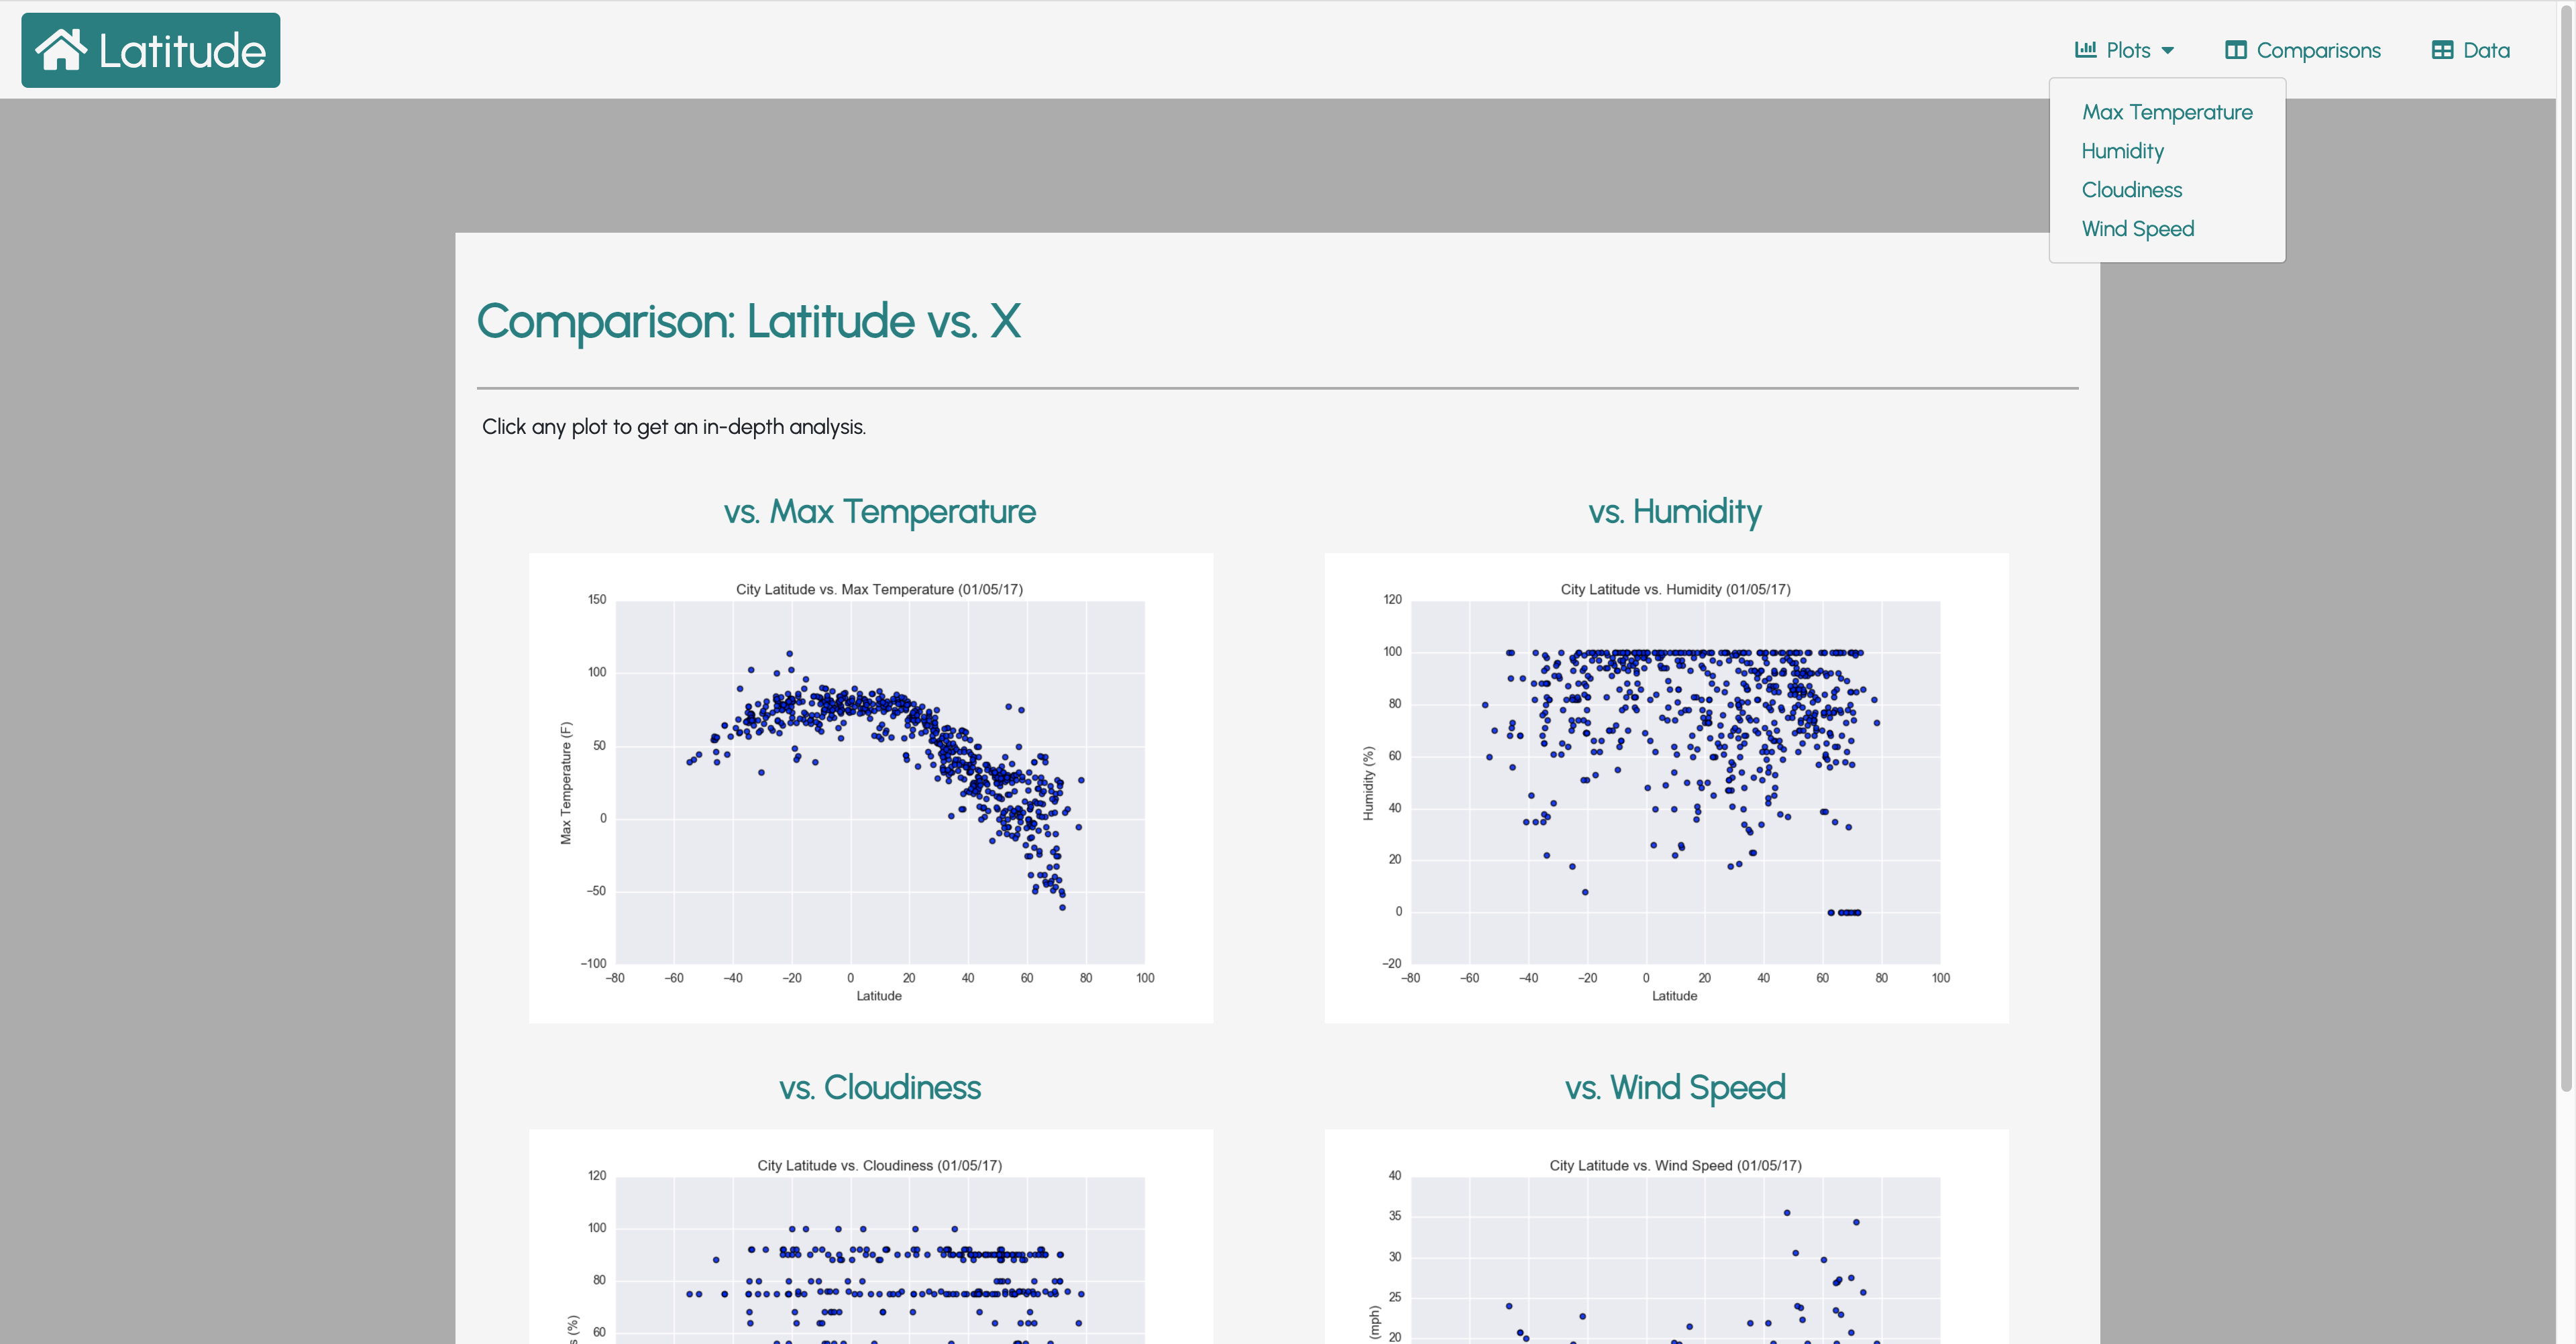 Latitude
Plots
Comparisons
Data
Max Temperature
Humidity
Cloudiness
Wind Speed
Comparison: Latitude vs. X
Click any plot to get an in-depth analysis.
vs. Max Temperature
City Latitude vs. Max Temperature (01/05/17)
150
100
50
0
−50
−100
Max Temperature (F)
−80 −60 −40 −20 0 20 40 60 80 100
Latitude
vs. Humidity
City Latitude vs. Humidity (01/05/17)
120
100
80
60
40
20
0
−20
Humidity (%)
−80 −60 −40 −20 0 20 40 60 80 100
Latitude
vs. Cloudiness
City Latitude vs. Cloudiness (01/05/17)
120
100
80
60
(%)
vs. Wind Speed
City Latitude vs. Wind Speed (01/05/17)
40
35
30
25
20
(mph)